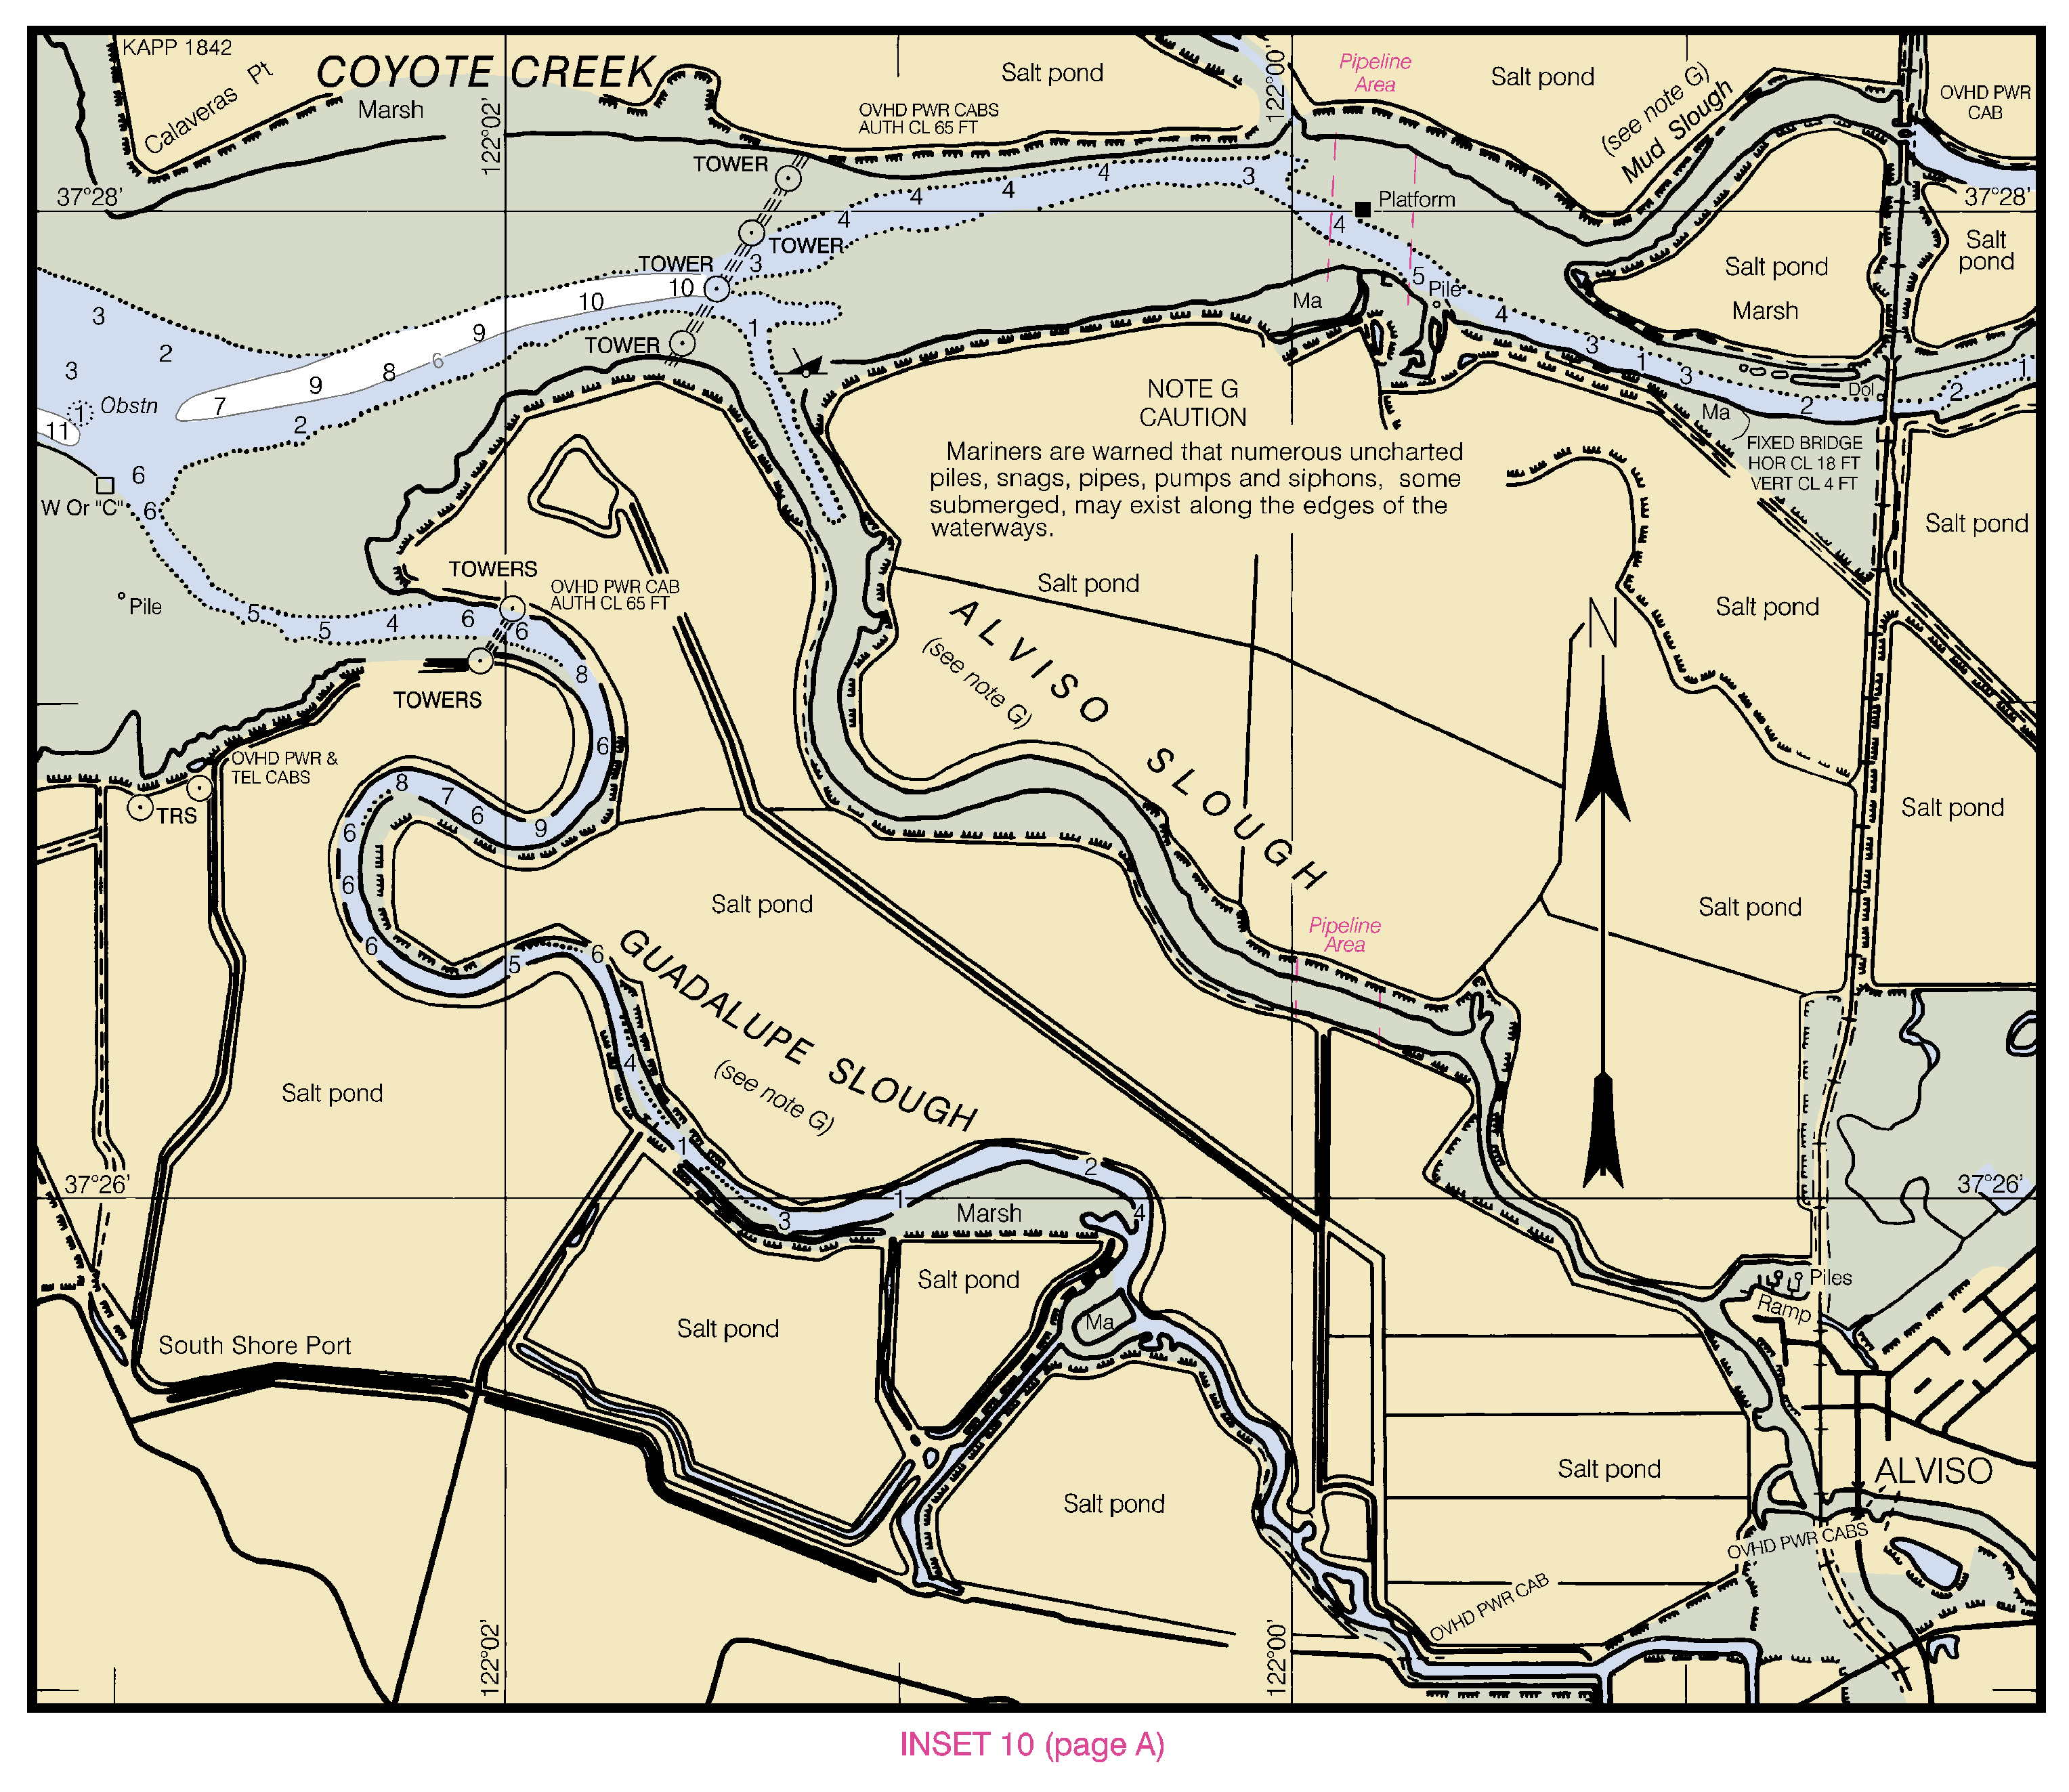 KAPP 1842
Calaveras Pt
COYOTE CREEK
Marsh
122°02'
OVHD PWR CABS
AUTH CL 65 FT
Salt pond
122°00'
Pipeline
Area
Salt pond
(see note G)
Mud Slough
OVHD PWR
CAB
37°28'
TOWER
TOWER
TOWER
TOWER
4
4
4
4
3
3
4
Platform
37°28'
Salt
pond
Salt pond
Marsh
3
2
3
1
Obstn
11
7
9
8
6
9
10
10
2
1
Ma
5
Pile
4
3
1
3
2
Dol
2
1
Ma
FIXED BRIDGE
HOR CL 18 FT
VERT CL 4 FT
NOTE G
CAUTION
Mariners are warned that numerous uncharted
piles, snags, pipes, pumps and siphons, some
submerged, may exist along the edges of the
waterways.
6
W Or "C"
6
Pile
5
5
4
6
6
TOWERS
OVHD PWR CAB
AUTH CL 65 FT
TOWERS
8
6
Salt pond
Salt pond
Salt pond
ALVISO SLOUGH
(see note G)
N
OVHD PWR &
TEL CABS
TRS
8
7
6
9
6
6
6
5
6
Salt pond
Salt pond
Salt pond
Pipeline
Area
GUADALUPE SLOUGH
(see note G)
4
Salt pond
1
3
1
2
4
37°26'
37°26'
Marsh
Salt pond
Salt pond
Ma
Piles
Ramp
South Shore Port
Salt pond
Salt pond
ALVISO
OVHD PWR CABS
OVHD PWR CAB
122°02'
122°00'
INSET 10 (page A)